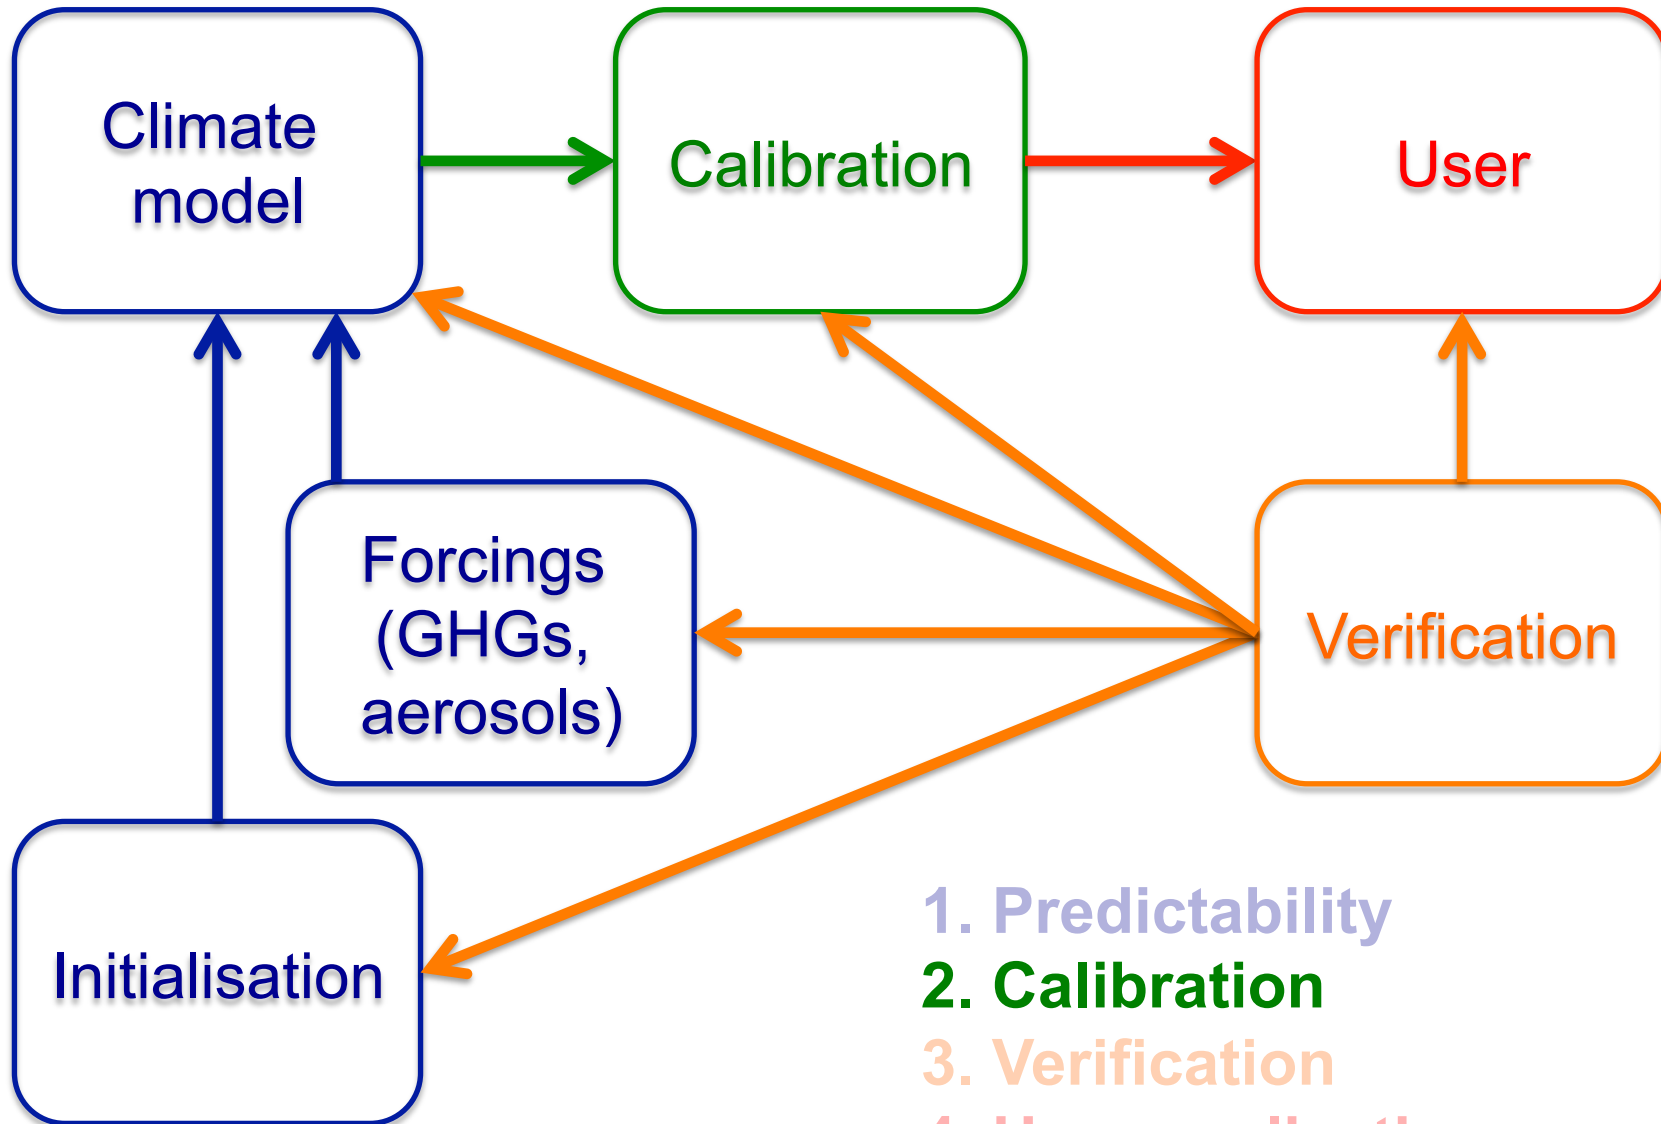 Climate
model
Calibration
User
Forcings
(GHGs,
aerosols)
Verification
Initialisation
1. Predictability
2. Calibration
3. Verification